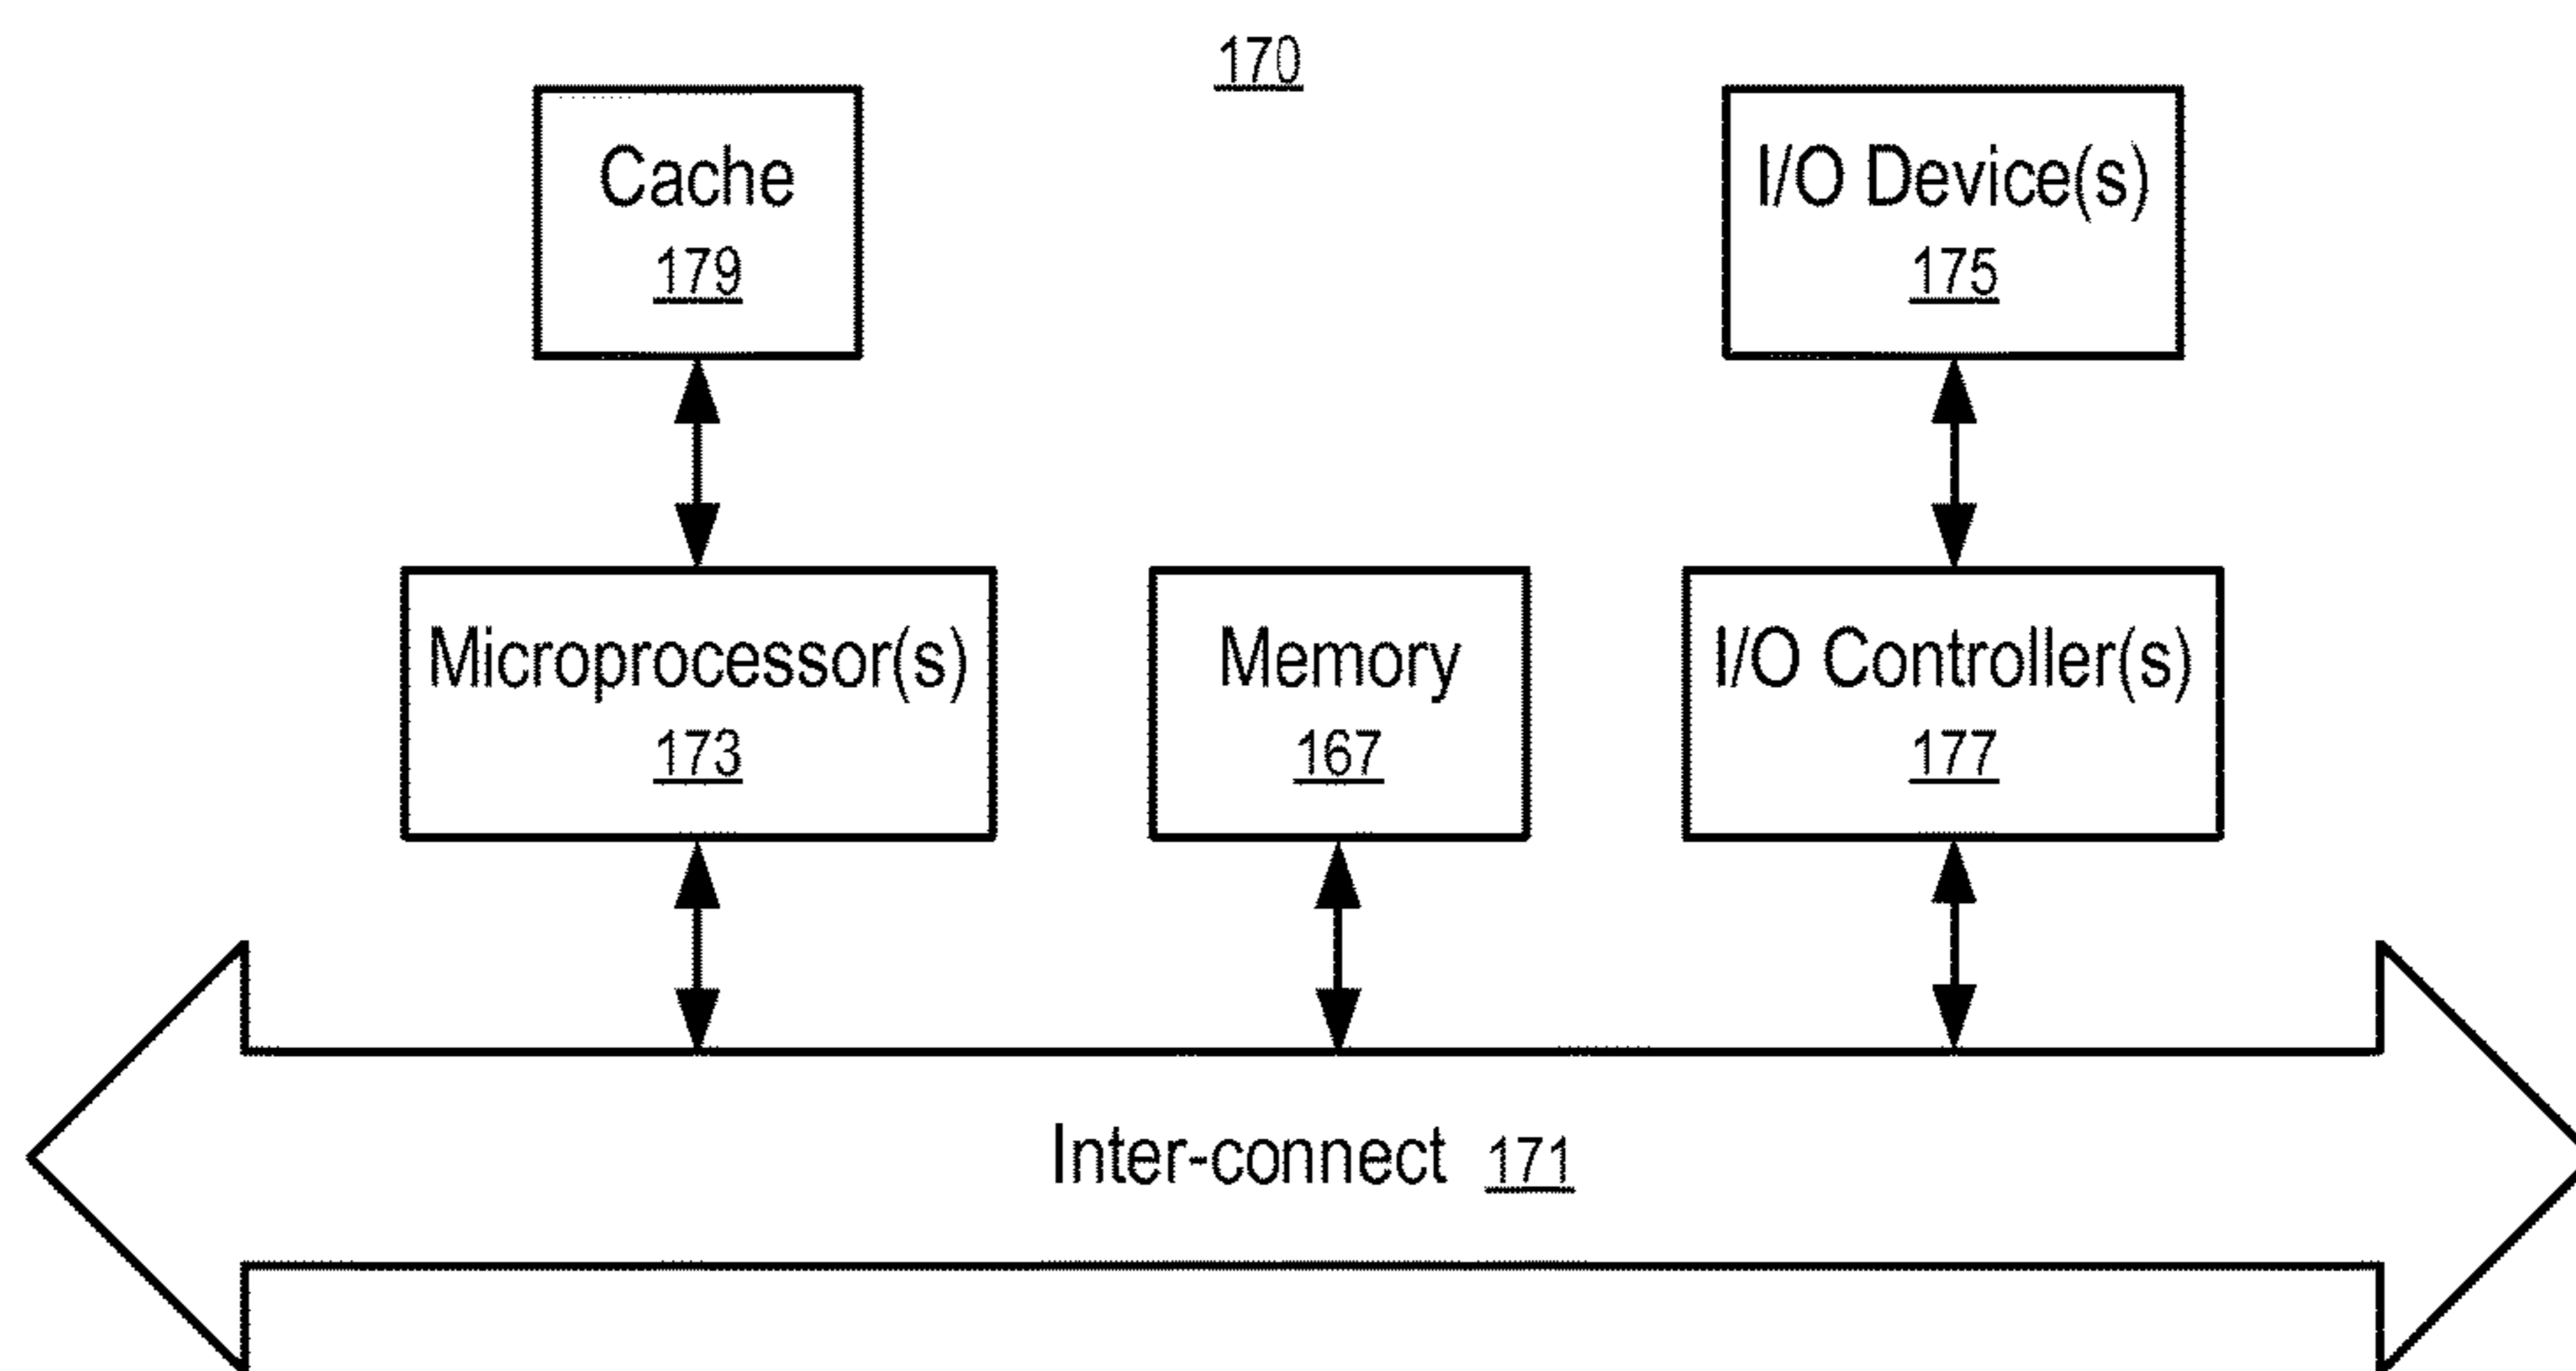 170
Cache
179
I/O Device(s)
175
Microprocessor(s)
173
Memory
167
I/O Controller(s)
177
Inter-connect 171